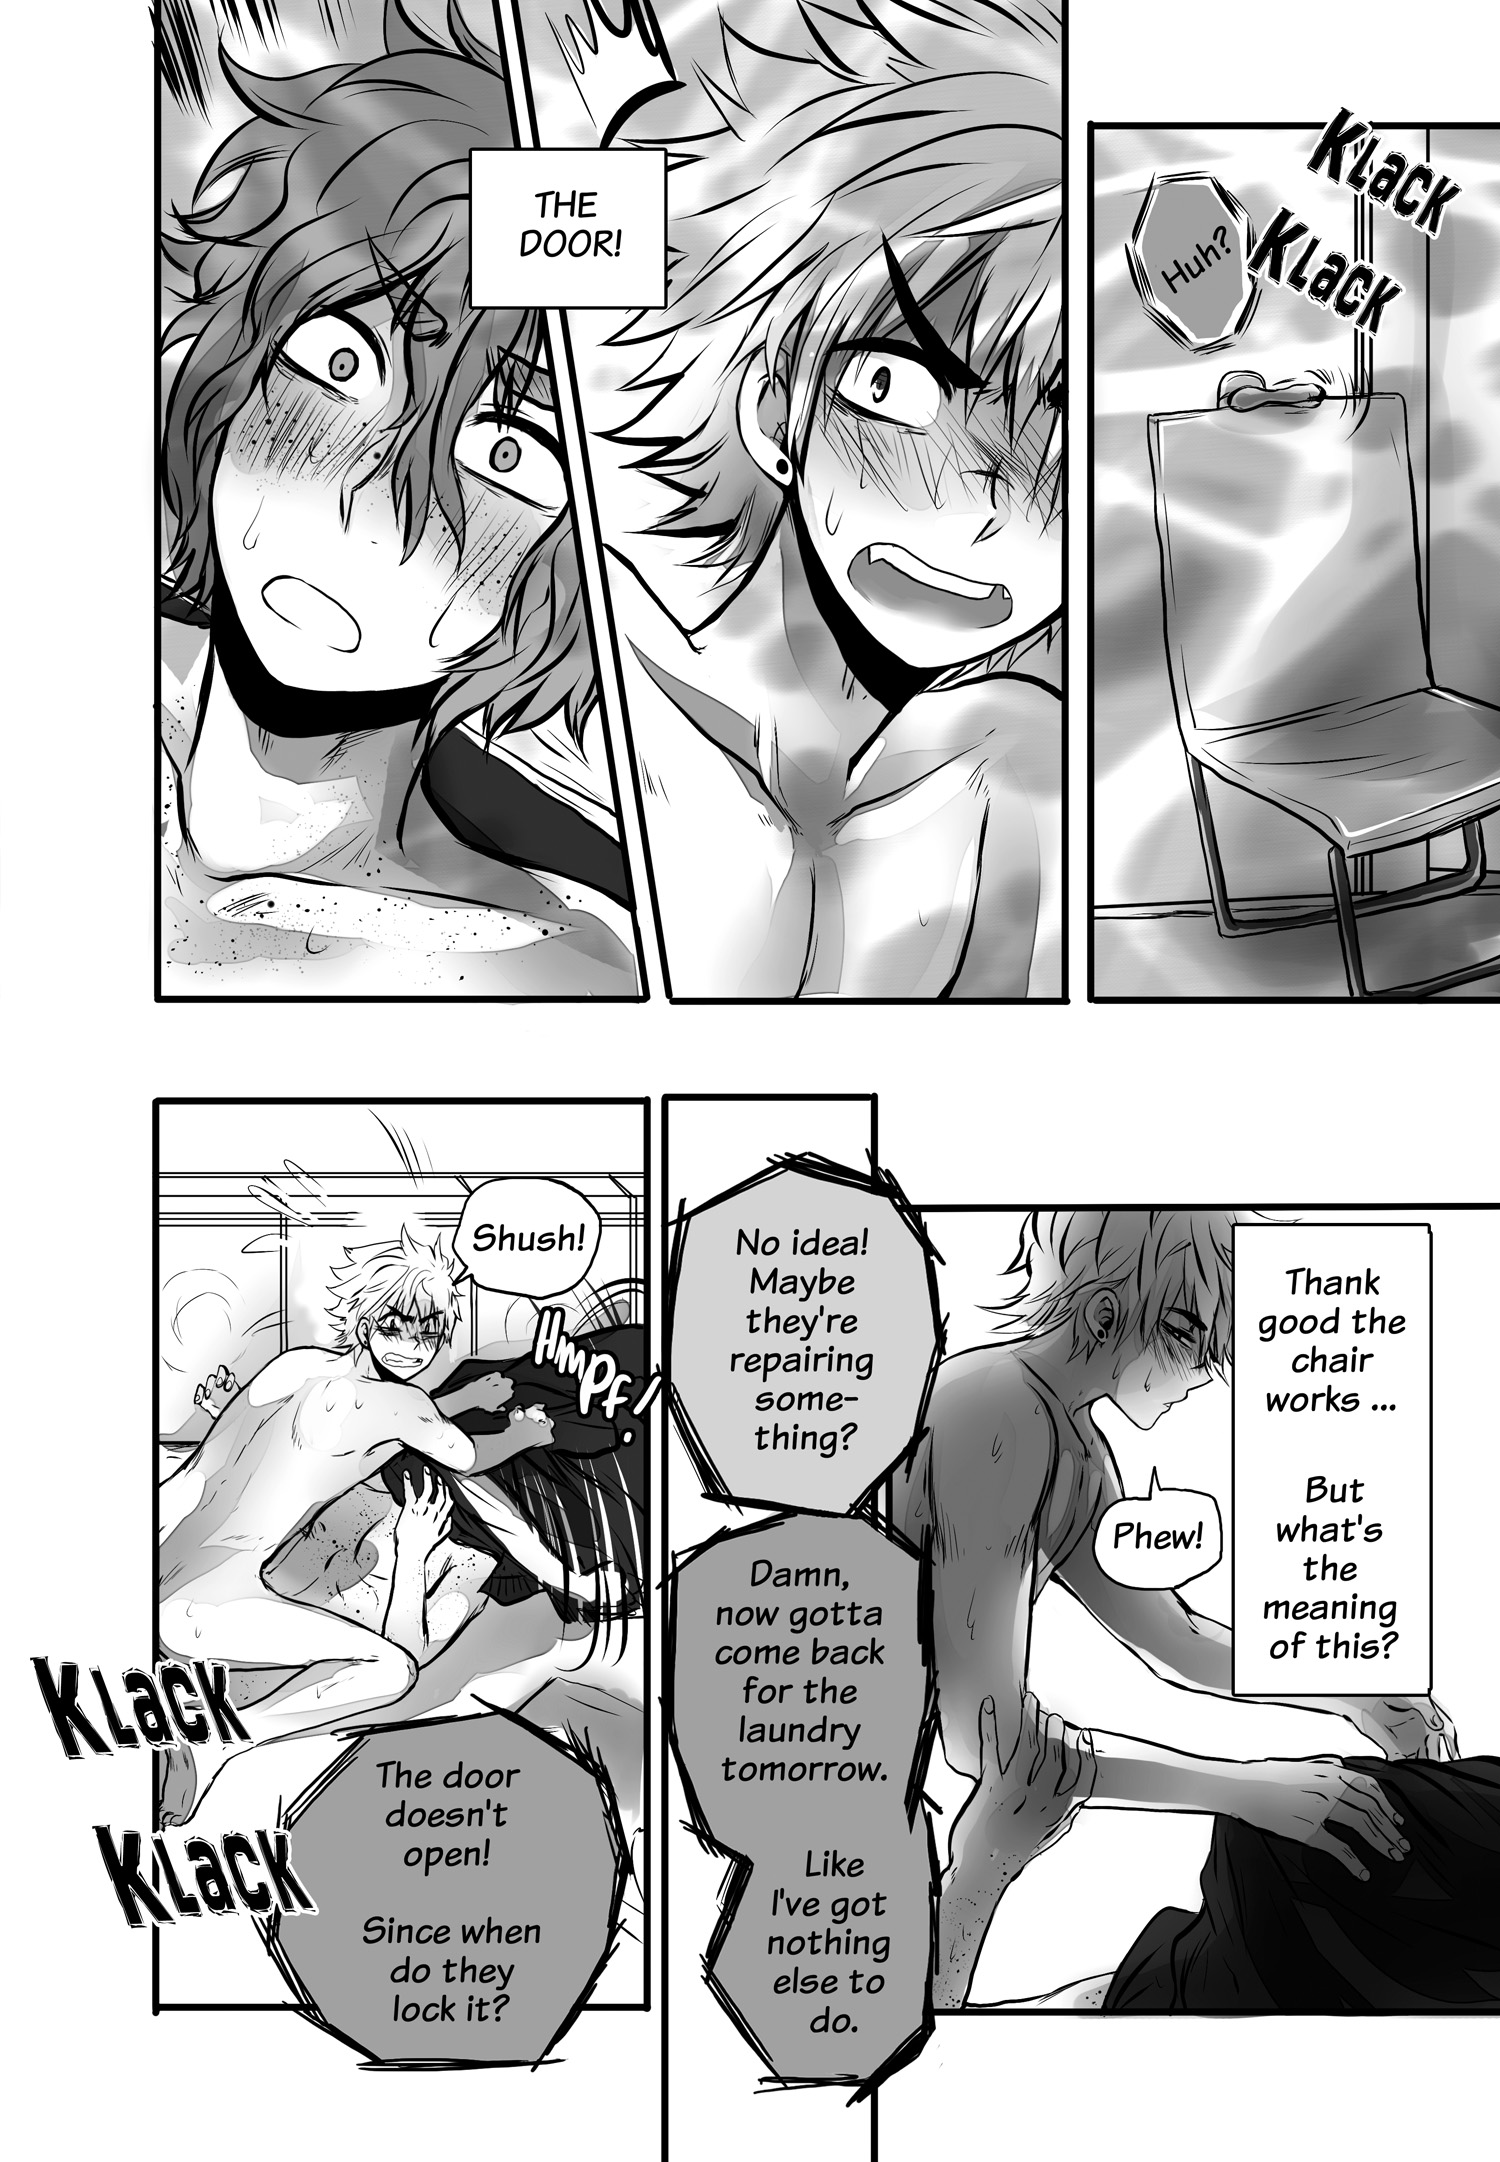 THE
DOOR!
Klack
Klack
Huh?
Shush!
Hmpf!
Klack
Klack
The door
doesn't
open!
Since when
do they
lock it?
No idea!
Maybe
they're
repairing
some-
thing?
Damn,
now gotta
come back
for the
laundry
tomorrow.
Like
I've got
nothing
else to
do.
Phew!
Thank
good the
chair
works ...
But
what's
the
meaning
of this?